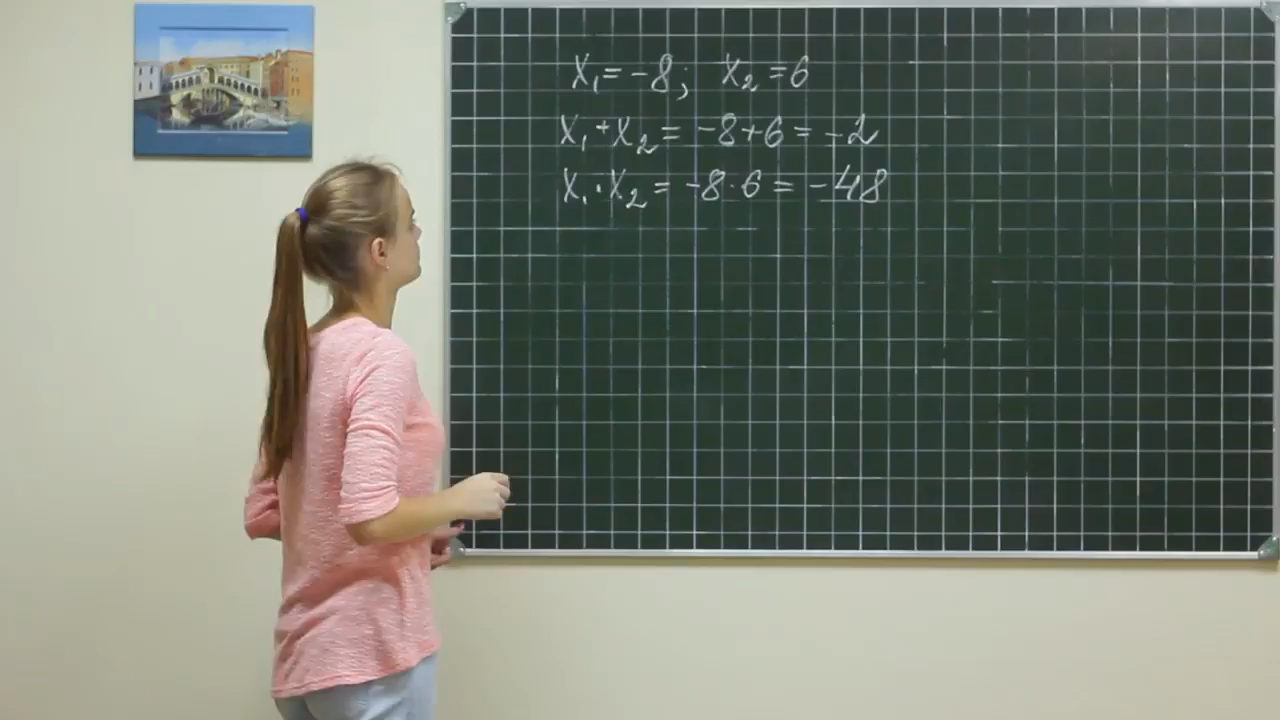 x₁ = -8; x₂ = 6
x₁ + x₂ = -8+6 = -2
x₁ · x₂ = -8 · 6 = -48